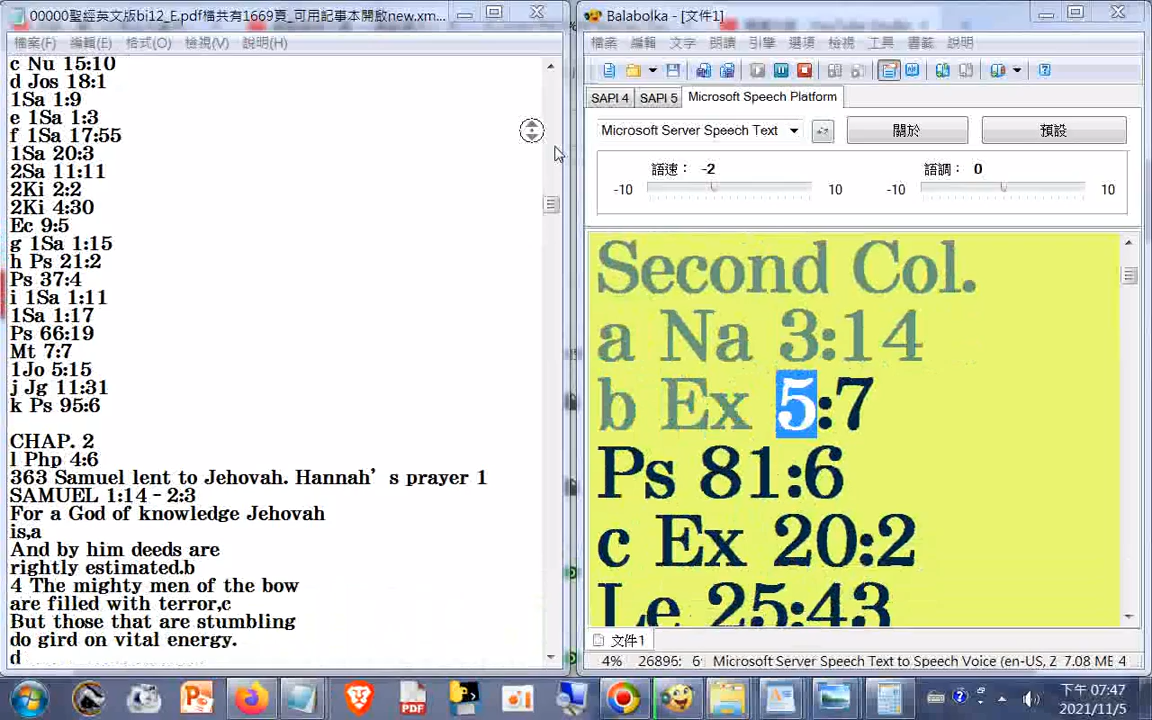 00000聖經英文版bi12_E.pdf檔共有1669頁_可用記事本開啟new.xm...
檔案(F) 編輯(E) 格式(O) 檢視(V) 說明(H)
c Nu 15:10
d Jos 18:1
1Sa 1:9
e 1Sa 1:3
f 1Sa 17:55
1Sa 20:3
2Sa 11:11
2Ki 2:2
2Ki 4:30
Ec 9:5
g 1Sa 1:15
h Ps 21:2
Ps 37:4
i 1Sa 1:11
1Sa 1:17
Ps 66:19
Mt 7:7
1Jo 5:15
j Jg 11:31
k Ps 95:6
CHAP. 2
l Php 4:6
363 Samuel lent to Jehovah. Hannah’s prayer 1
SAMUEL 1:14–2:3
For a God of knowledge Jehovah
is,a
And by him deeds are
rightly estimated.b
4 The mighty men of the bow
are filled with terror,c
But those that are stumbling
do gird on vital energy.
d
Balabolka - [文件1]
檔案 編輯 文字 朗讀 引擎 選項 檢視 工具 書籤 說明
SAPI 4 SAPI 5 Microsoft Speech Platform
Microsoft Server Speech Text 關於 預設
語速： -2 語調： 0
-10 10 -10 10
Second Col.
a Na 3:14
b Ex 5:7
Ps 81:6
c Ex 20:2
Le 25:43
文件1
4% 26895: 6 Microsoft Server Speech Text to Speech Voice (en-US, Z 7.08 ME 4
PDF
下午 07:47
2021/11/5